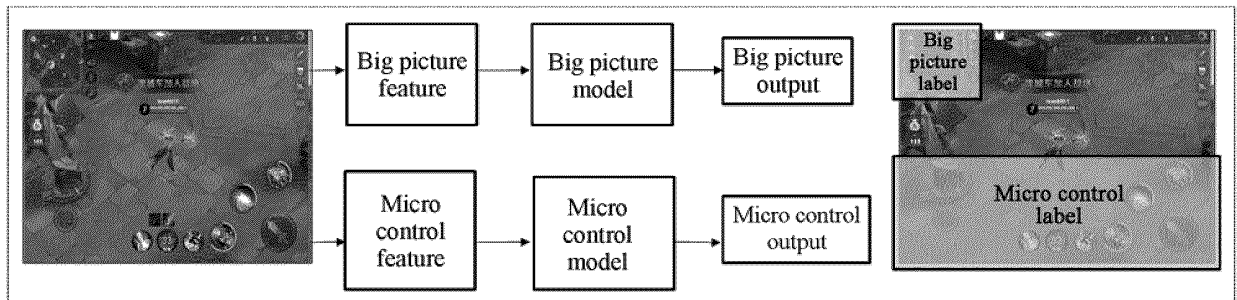 Big picture
feature
Big picture
model
Big picture
output
Big
picture
label
Micro
control
feature
Micro
control
model
Micro control
output
Micro control
label